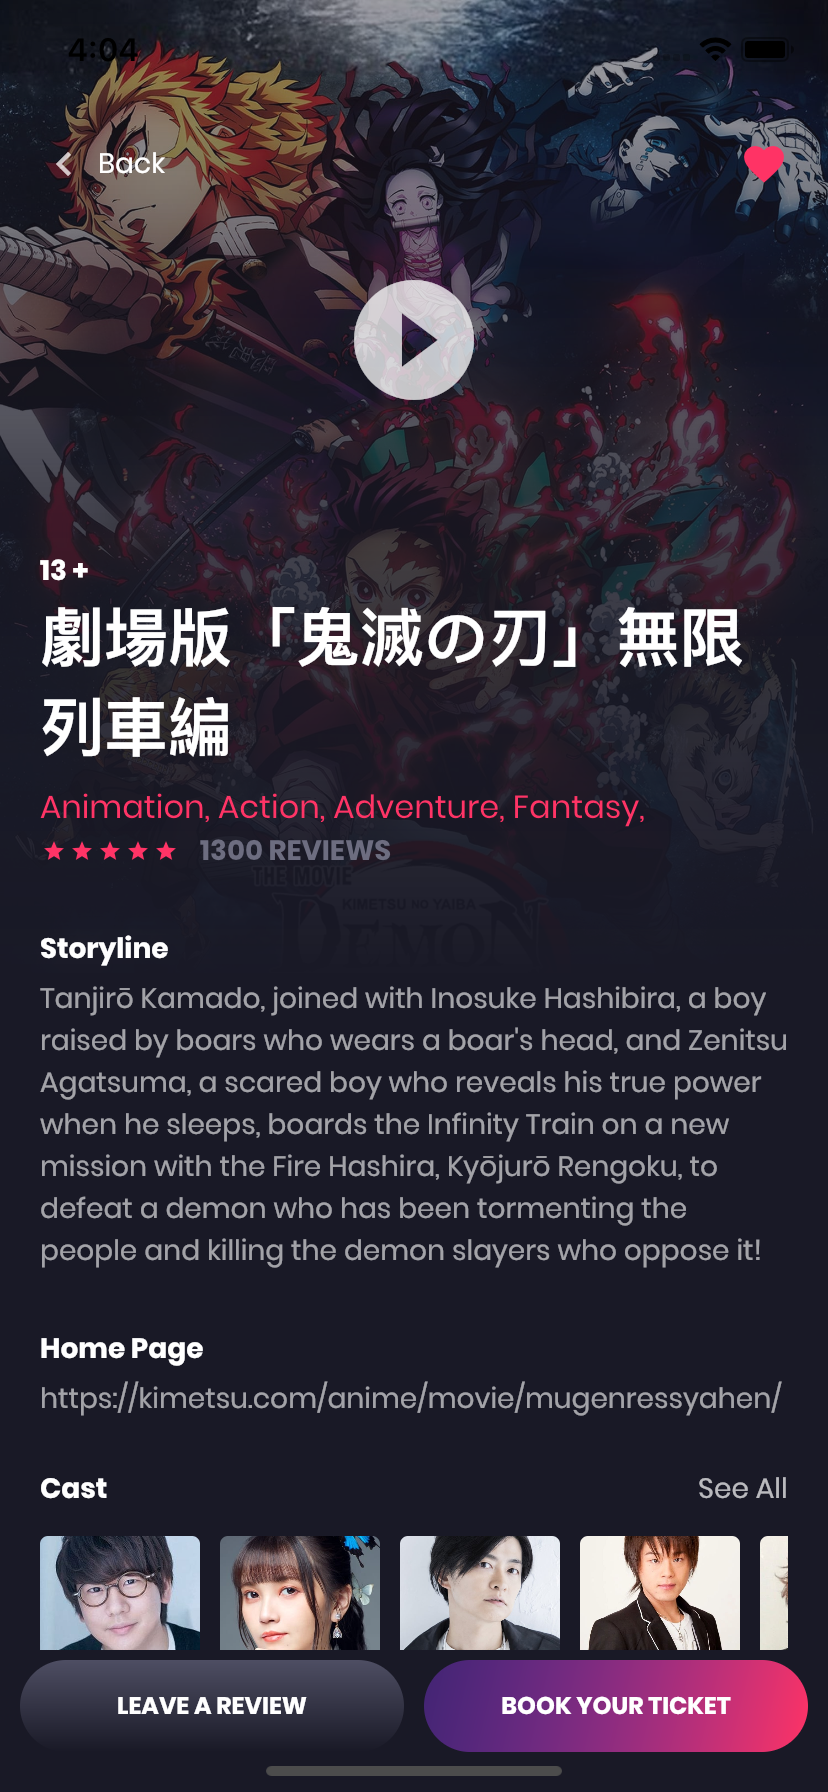 4:04
Back
13 +
劇場版「鬼滅の刃」無限
列車編
Animation, Action, Adventure, Fantasy,
1300 REVIEWS
THE MOVIE
KIMETSU NO YAIBA
DEMON
Storyline
Tanjirō Kamado, joined with Inosuke Hashibira, a boy
raised by boars who wears a boar's head, and Zenitsu
Agatsuma, a scared boy who reveals his true power
when he sleeps, boards the Infinity Train on a new
mission with the Fire Hashira, Kyōjurō Rengoku, to
defeat a demon who has been tormenting the
people and killing the demon slayers who oppose it!
Home Page
https://kimetsu.com/anime/movie/mugenressyahen/
Cast See All
LEAVE A REVIEW BOOK YOUR TICKET